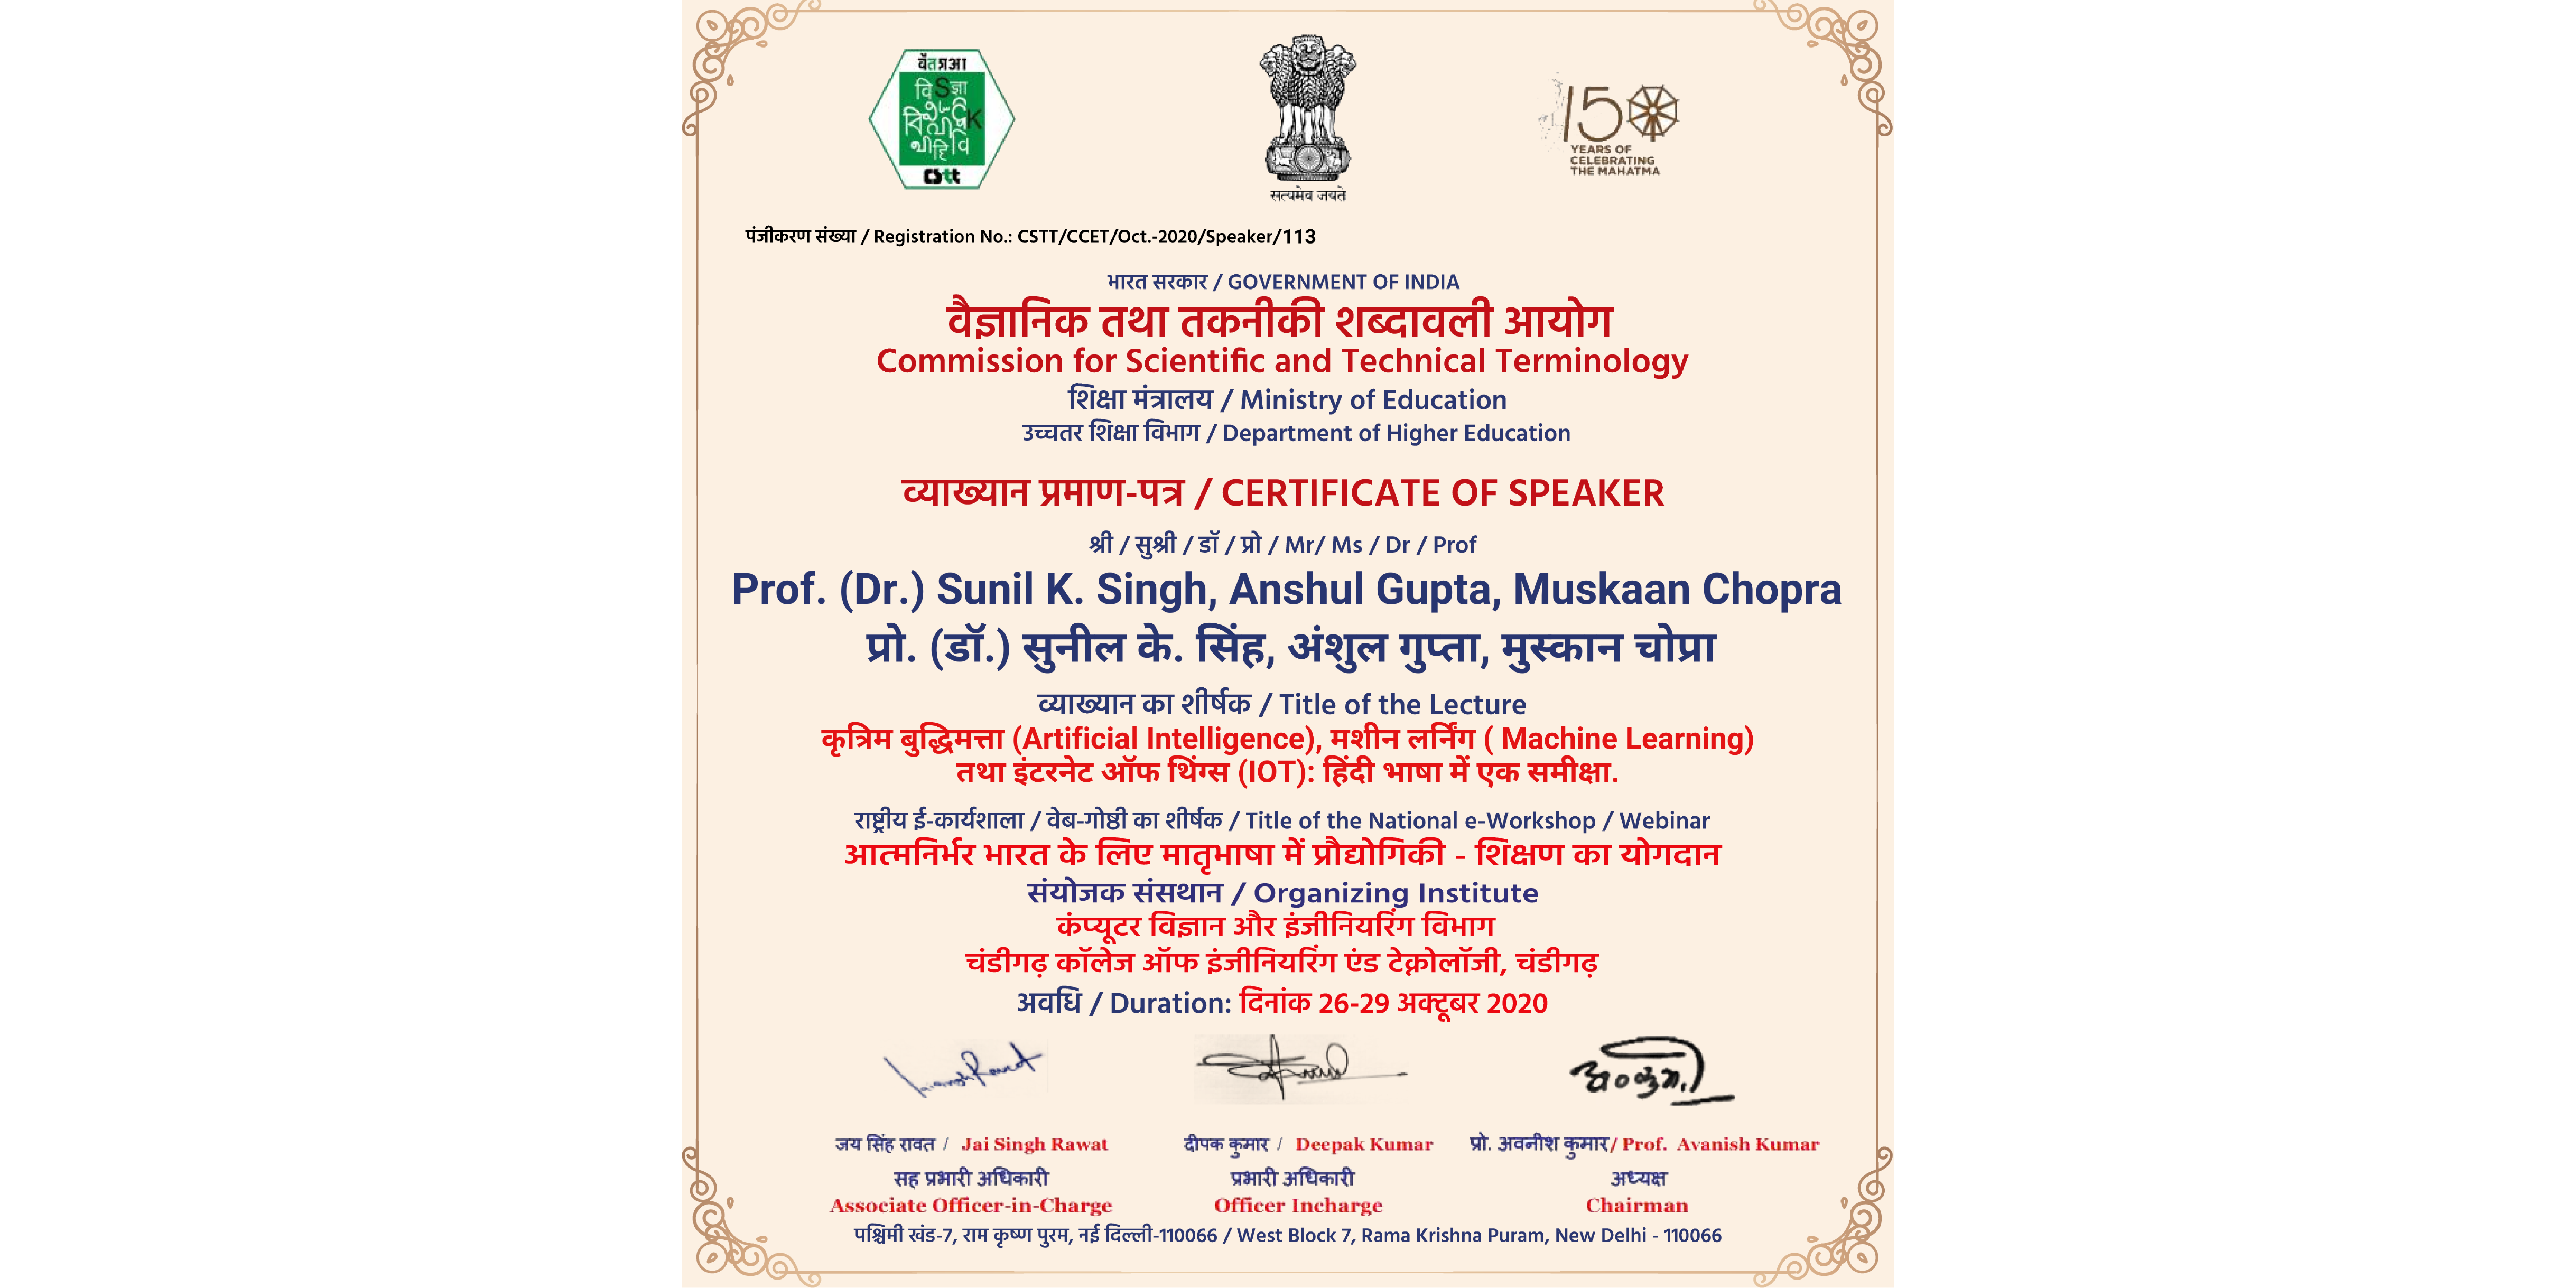 वैतशआ
cstt
सत्यमेव जयते
150
YEARS OF
CELEBRATING
THE MAHATMA
पंजीकरण संख्या / Registration No.: CSTT/CCET/Oct.-2020/Speaker/113
भारत सरकार / GOVERNMENT OF INDIA
वैज्ञानिक तथा तकनीकी शब्दावली आयोग
Commission for Scientific and Technical Terminology
शिक्षा मंत्रालय / Ministry of Education
उच्चतर शिक्षा विभाग / Department of Higher Education
व्याख्यान प्रमाण-पत्र / CERTIFICATE OF SPEAKER
श्री / सुश्री / डॉ / प्रो / Mr/ Ms / Dr / Prof
Prof. (Dr.) Sunil K. Singh, Anshul Gupta, Muskaan Chopra
प्रो. (डॉ.) सुनील के. सिंह, अंशुल गुप्ता, मुस्कान चोप्रा
व्याख्यान का शीर्षक / Title of the Lecture
कृत्रिम बुद्धिमत्ता (Artificial Intelligence), मशीन लर्निंग ( Machine Learning)
तथा इंटरनेट ऑफ थिंग्स (IOT): हिंदी भाषा में एक समीक्षा.
राष्ट्रीय ई-कार्यशाला / वेब-गोष्ठी का शीर्षक / Title of the National e-Workshop / Webinar
आत्मनिर्भर भारत के लिए मातृभाषा में प्रौद्योगिकी - शिक्षण का योगदान
संयोजक संसथान / Organizing Institute
कंप्यूटर विज्ञान और इंजीनियरिंग विभाग
चंडीगढ़ कॉलेज ऑफ इंजीनियरिंग एंड टेक्नोलॉजी, चंडीगढ़
अवधि / Duration: दिनांक 26-29 अक्टूबर 2020
जय सिंह रावत / Jai Singh Rawat
सह प्रभारी अधिकारी
Associate Officer-in-Charge
दीपक कुमार / Deepak Kumar
प्रभारी अधिकारी
Officer Incharge
प्रो. अवनीश कुमार/ Prof. Avanish Kumar
अध्यक्ष
Chairman
पश्चिमी खंड-7, राम कृष्ण पुरम, नई दिल्ली-110066 / West Block 7, Rama Krishna Puram, New Delhi - 110066